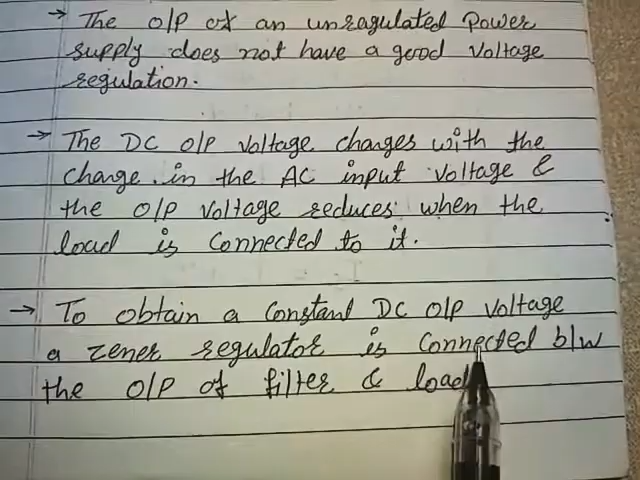 → The O/P of an unragulated Power
supply does not have a good Voltage
regulation.
→ The DC O/P Voltage changes with the
change in the AC input Voltage &
the O/P Voltage reduces when the
load is Connected to it.
→ To obtain a Constant DC O/P Voltage
a zener regulator is Connected b/w
the O/P of filter & load